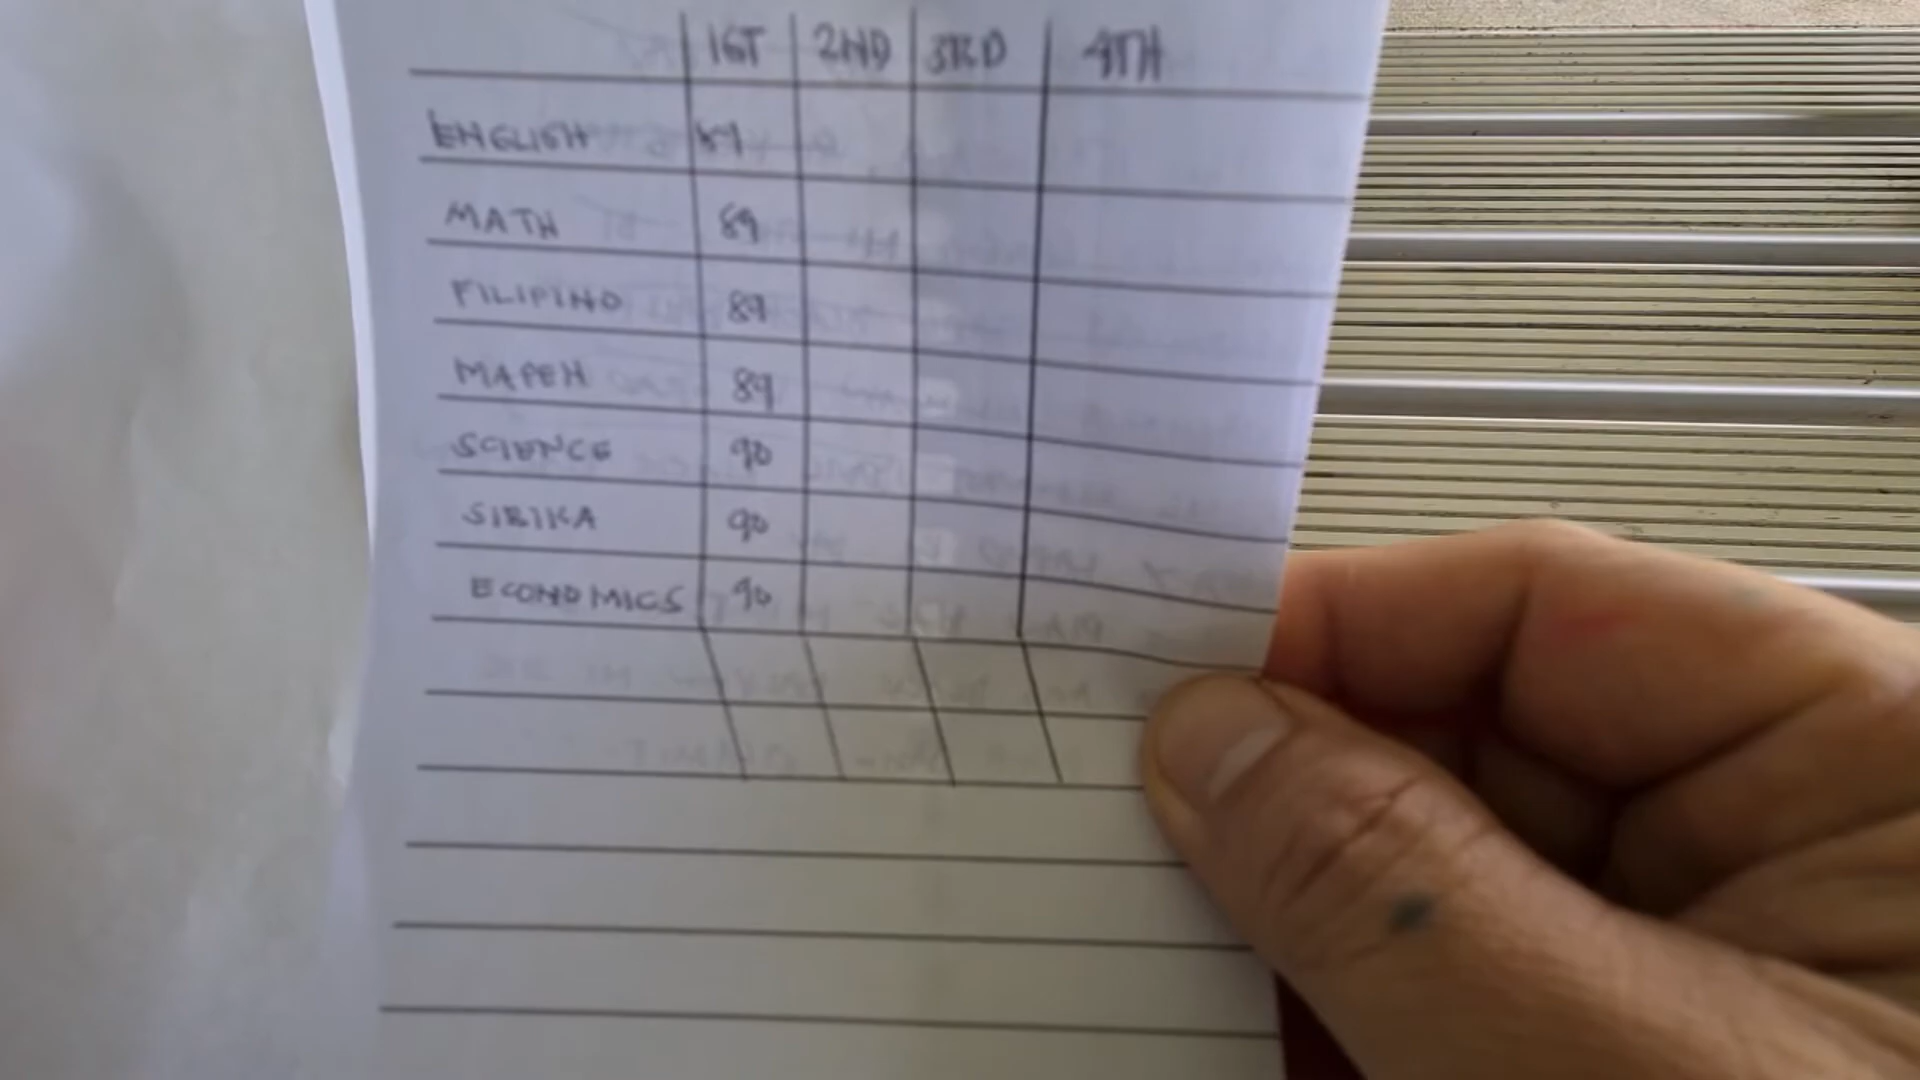 1ST 2ND 3RD 4TH
ENGLISH 89
MATH 89
FILIPINO 89
MAPEH 89
SCIENCE 90
SIBIKA 90
ECONOMICS 90